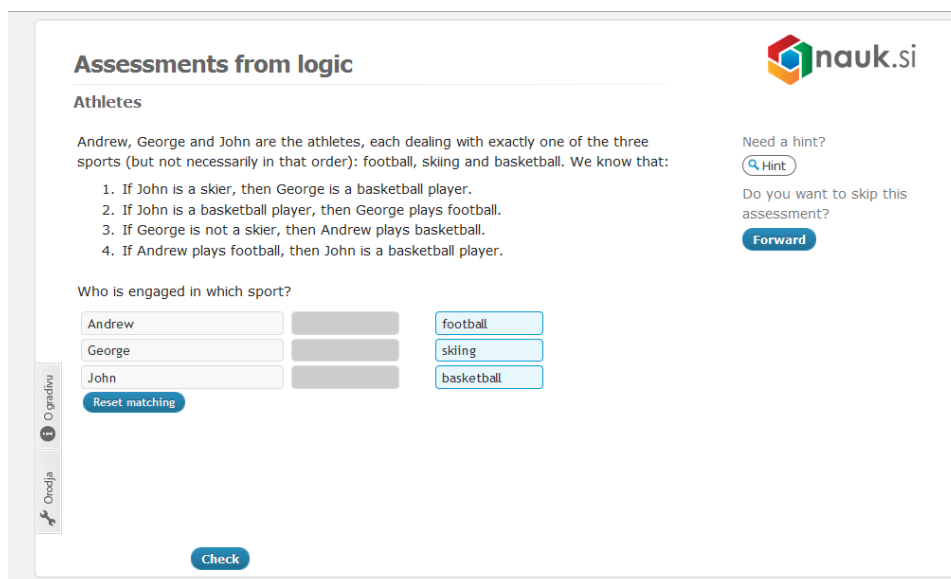 Assessments from logic
nauk.si
Athletes
Andrew, George and John are the athletes, each dealing with exactly one of the three
sports (but not necessarily in that order): football, skiing and basketball. We know that:
1. If John is a skier, then George is a basketball player.
2. If John is a basketball player, then George plays football.
3. If George is not a skier, then Andrew plays basketball.
4. If Andrew plays football, then John is a basketball player.
Need a hint?
Hint
Do you want to skip this
assessment?
Forward
Who is engaged in which sport?
Andrew
football
George
skiing
John
basketball
Reset matching
O gradivu
Orodja
Check